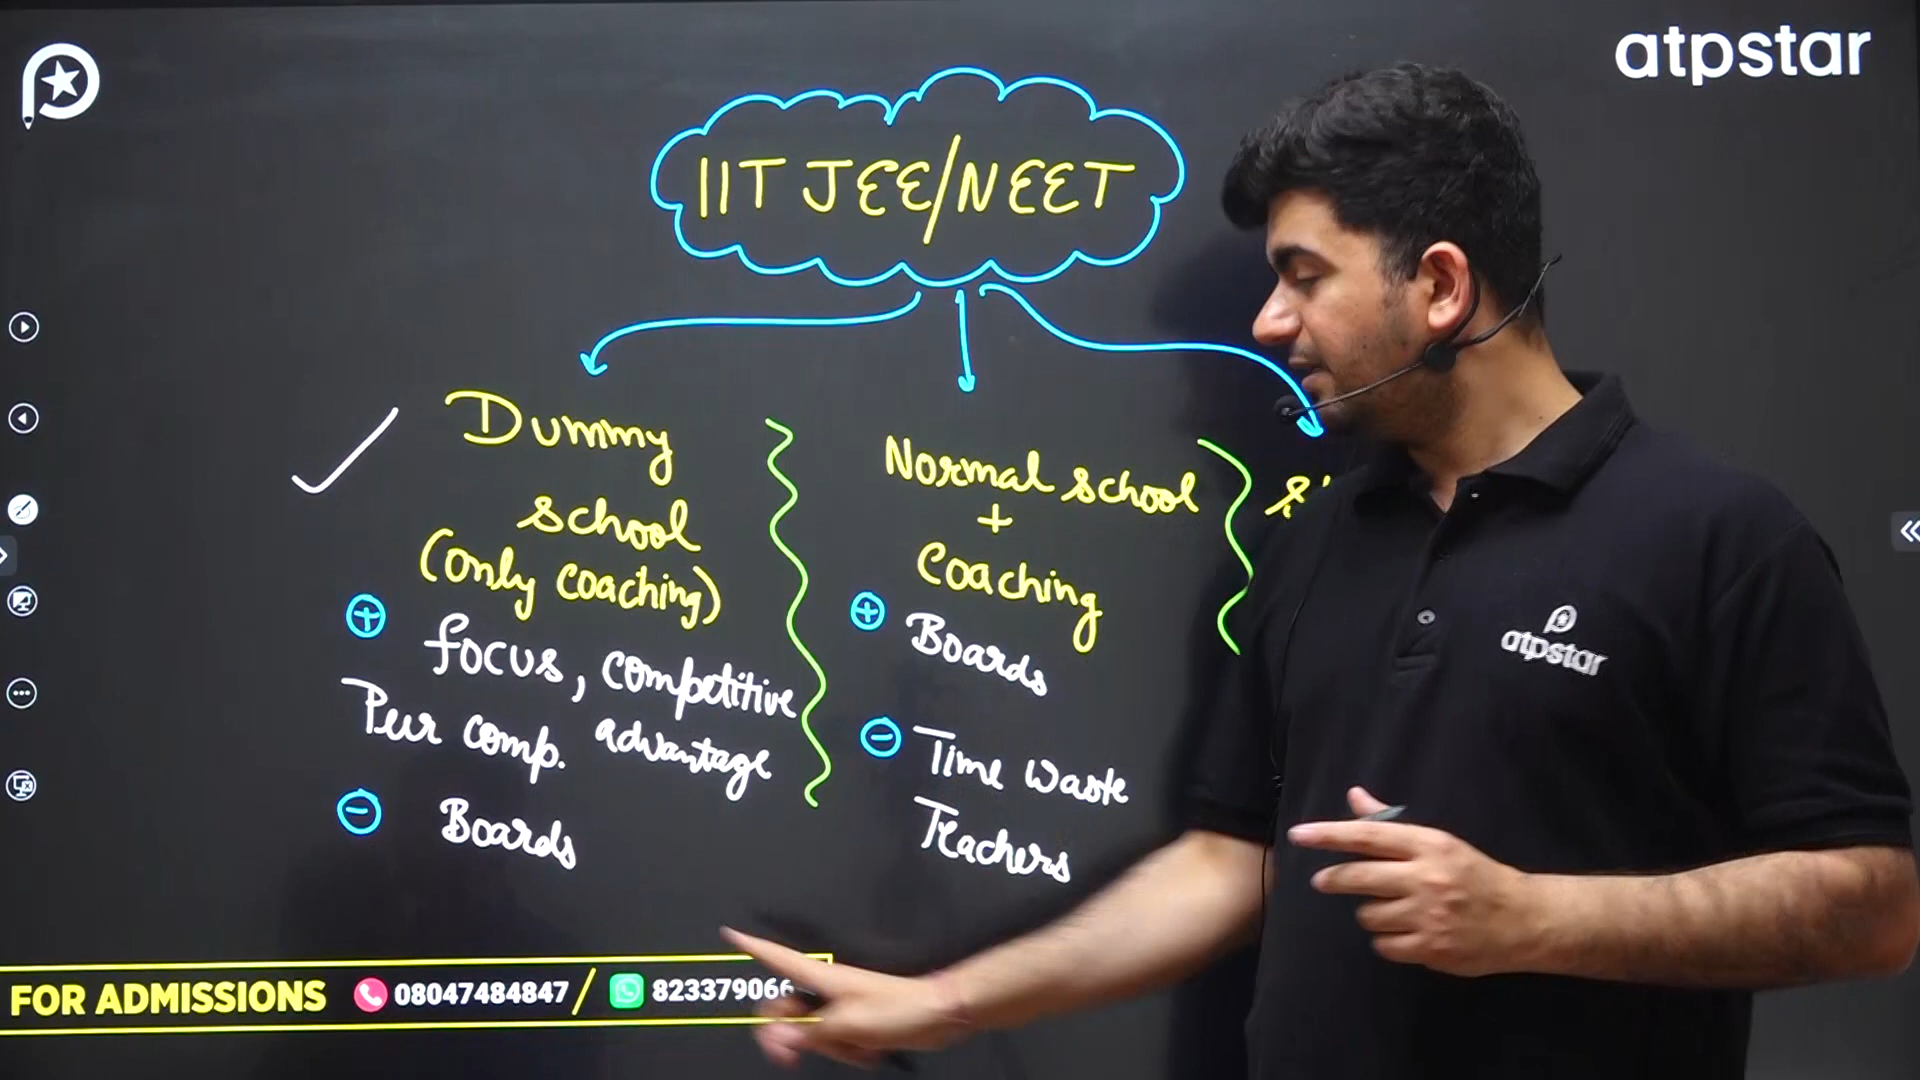 atpstar
IIT JEE/NEET
Dummy
school
(only coaching)
+ focus, competitive
Peer comp. advantage
- Boards
Normal school
+
Coaching
+ Boards
- Time waste
Teachers
atpstar
FOR ADMISSIONS 08047484847 / 823379066